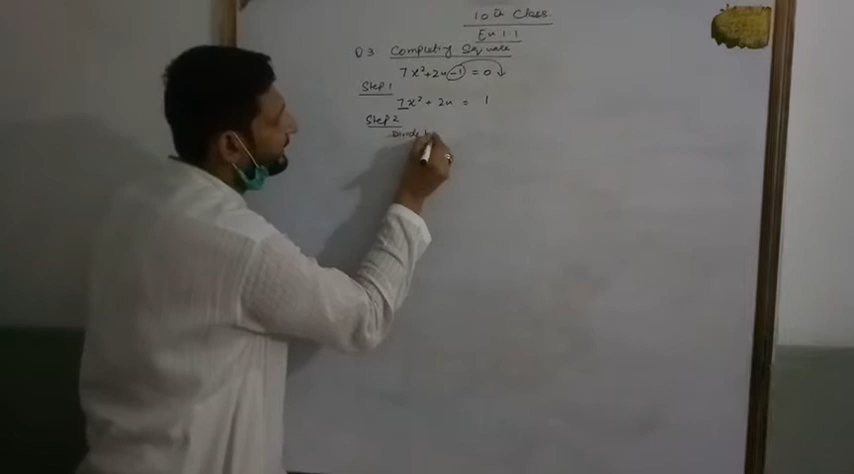 10th Class
Ex 1.1
Q3 Completing Square
7x²+2x-1 = 0
Step 1
7x² + 2x = 1
Step 2
Divide b